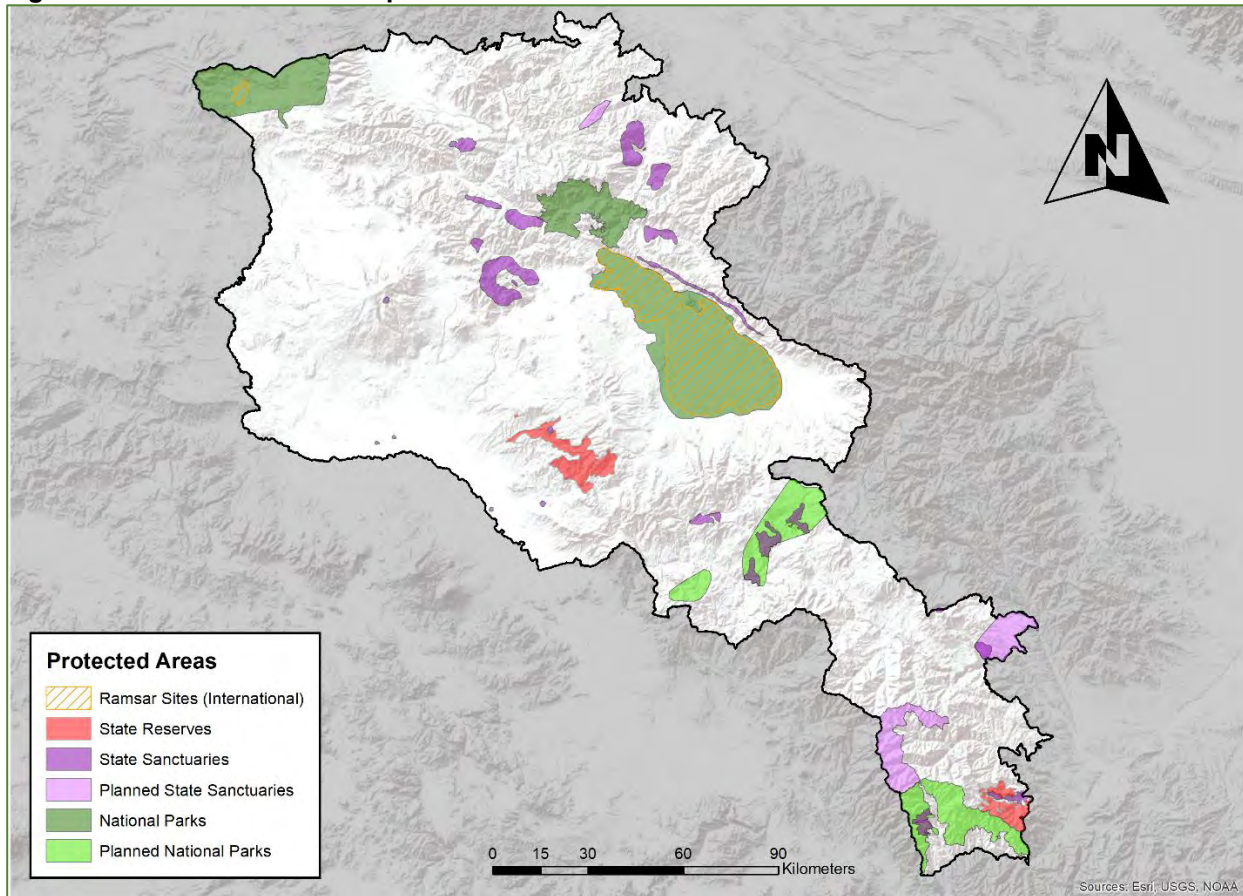 N
Protected Areas
Ramsar Sites (International)
State Reserves
State Sanctuaries
Planned State Sanctuaries
National Parks
Planned National Parks
0 15 30 60 90
Kilometers
Sources: Esri, USGS, NOAA